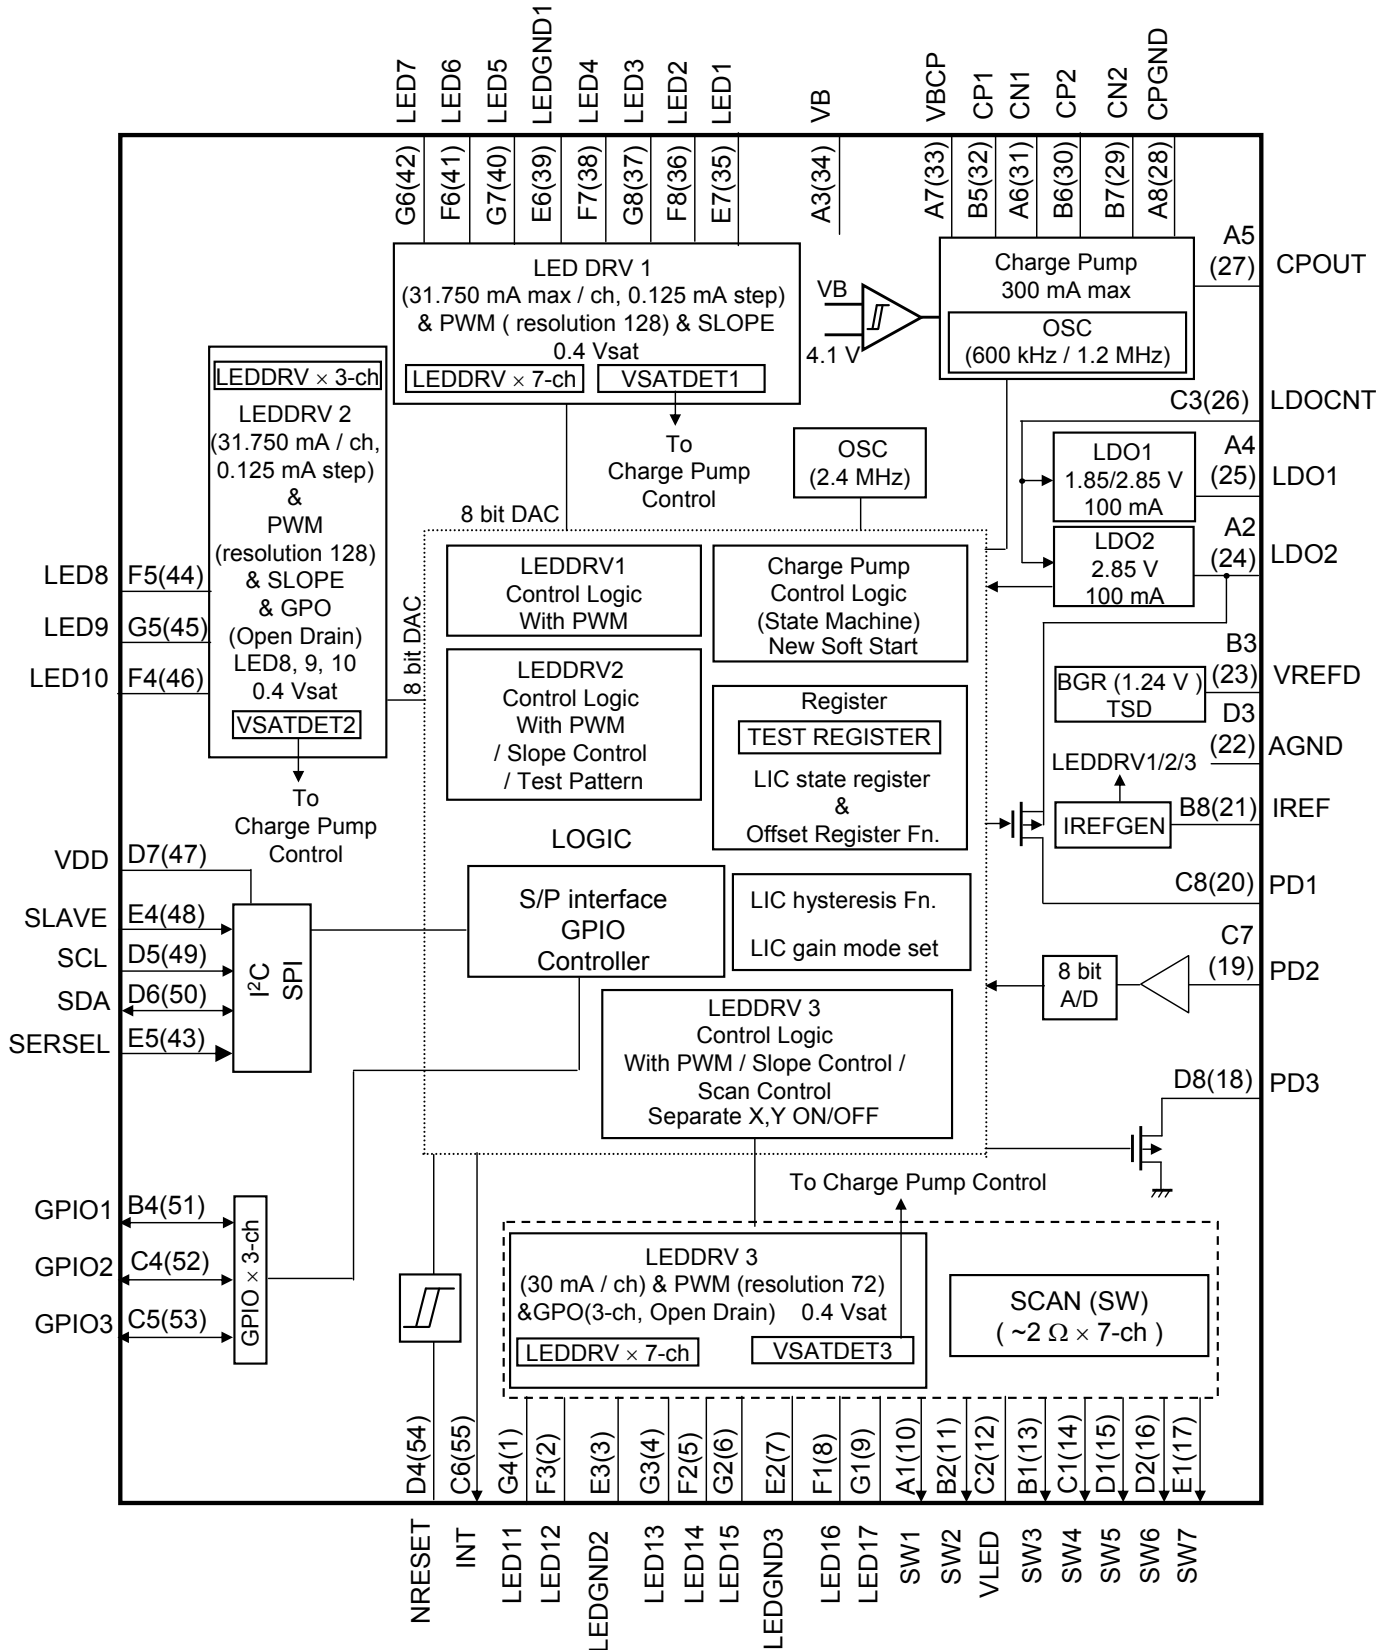 LED7
LED6
LED5
LEDGND1
LED4
LED3
LED2
LED1
VB
VBCP
CP1
CN1
CP2
CN2
CPGND
G6(42)
F6(41)
G7(40)
E6(39)
F7(38)
G8(37)
F8(36)
E7(35)
A3(34)
A7(33)
B5(32)
A6(31)
B6(30)
B7(29)
A8(28)
A5
(27)
CPOUT
LED DRV 1
(31.750 mA max / ch, 0.125 mA step)
& PWM ( resolution 128) & SLOPE
0.4 Vsat
LEDDRV × 7-ch
VSATDET1
To
Charge Pump
Control
VB
4.1 V
Charge Pump
300 mA max
OSC
(600 kHz / 1.2 MHz)
LEDDRV × 3-ch
LEDDRV 2
(31.750 mA / ch,
0.125 mA step)
&
PWM
(resolution 128)
& SLOPE
& GPO
(Open Drain)
LED8, 9, 10
0.4 Vsat
VSATDET2
To
Charge Pump
Control
8 bit DAC
8 bit DAC
OSC
(2.4 MHz)
C3(26)
LDOCNT
LDO1
1.85/2.85 V
100 mA
A4
(25)
LDO1
LDO2
2.85 V
100 mA
A2
(24)
LDO2
LED8
F5(44)
LED9
G5(45)
LED10
F4(46)
LEDDRV1
Control Logic
With PWM
Charge Pump
Control Logic
(State Machine)
New Soft Start
LEDDRV2
Control Logic
With PWM
/ Slope Control
/ Test Pattern
Register
TEST REGISTER
LIC state register
&
Offset Register Fn.
B3
(23)
VREFD
BGR (1.24 V )
TSD
D3
(22)
AGND
LEDDRV1/2/3
IREFGEN
B8(21)
IREF
C8(20)
PD1
LOGIC
VDD
D7(47)
SLAVE
E4(48)
SCL
D5(49)
SDA
D6(50)
SERSEL
E5(43)
I²C
SPI
S/P interface
GPIO
Controller
LIC hysteresis Fn.
LIC gain mode set
8 bit
A/D
C7
(19)
PD2
LEDDRV 3
Control Logic
With PWM / Slope Control /
Scan Control
Separate X,Y ON/OFF
D8(18)
PD3
To Charge Pump Control
GPIO1
B4(51)
GPIO2
C4(52)
GPIO3
C5(53)
GPIO × 3-ch
LEDDRV 3
(30 mA / ch) & PWM (resolution 72)
&GPO(3-ch, Open Drain) 0.4 Vsat
LEDDRV × 7-ch
VSATDET3
SCAN (SW)
( ~2 Ω × 7-ch )
D4(54)
C6(55)
G4(1)
F3(2)
E3(3)
G3(4)
F2(5)
G2(6)
E2(7)
F1(8)
G1(9)
A1(10)
B2(11)
C2(12)
B1(13)
C1(14)
D1(15)
D2(16)
E1(17)
NRESET
INT
LED11
LED12
LEDGND2
LED13
LED14
LED15
LEDGND3
LED16
LED17
SW1
SW2
VLED
SW3
SW4
SW5
SW6
SW7